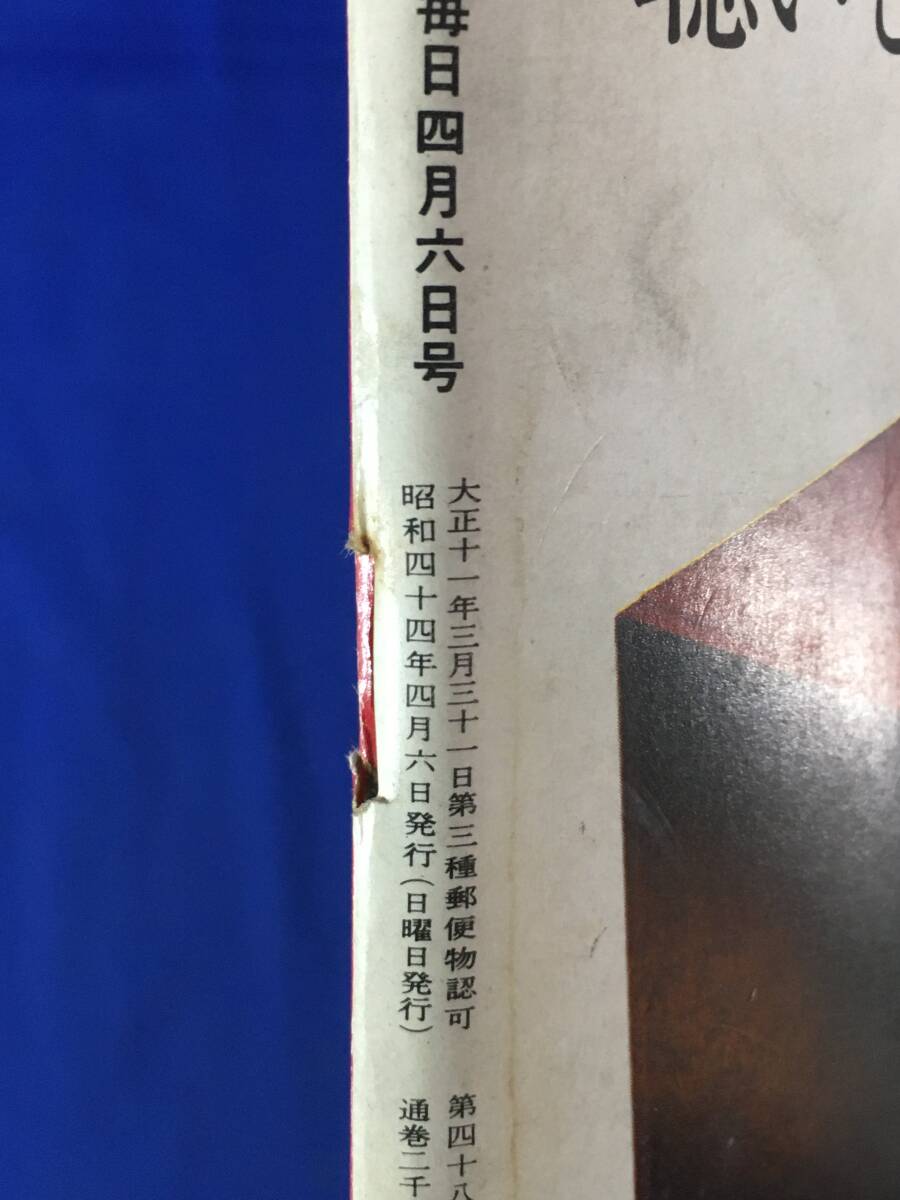 毎日四月六日号
大正十一年三月三十一日第三種郵便物認可
昭和四十四年四月六日発行(日曜日発行)
第四十八
通巻二千